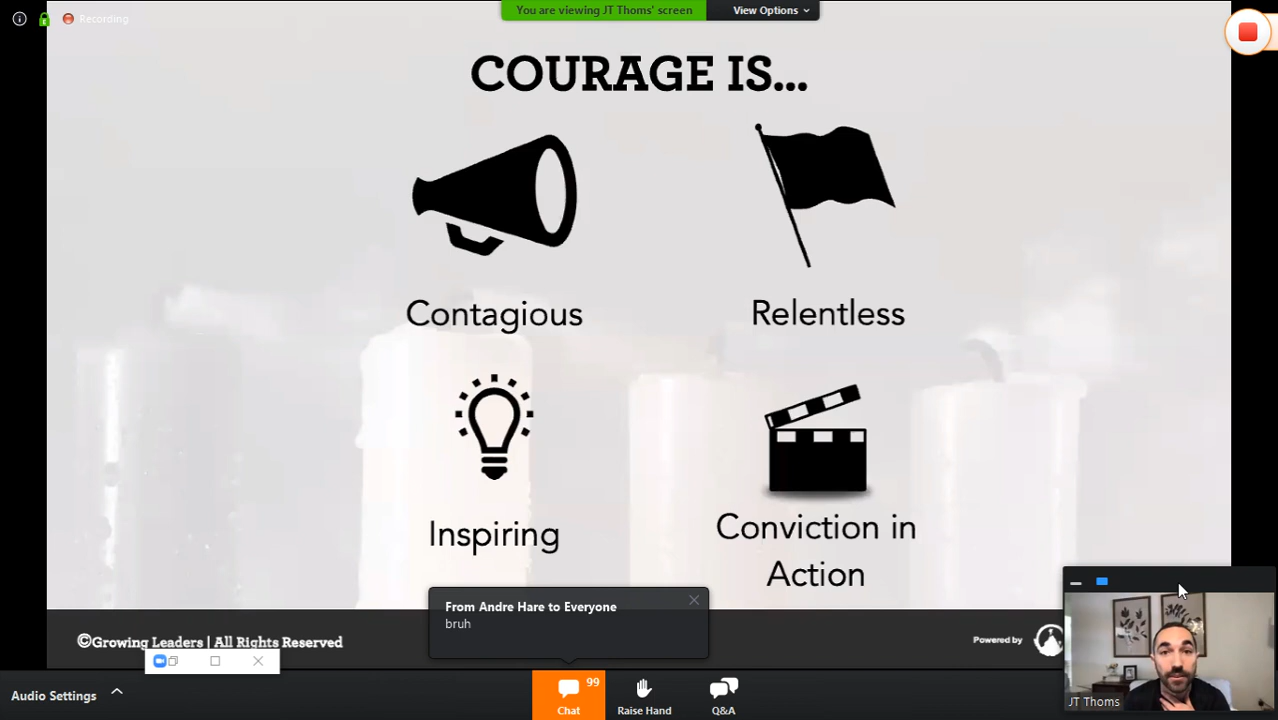 Recording
You are viewing JT Thoms' screen
View Options
COURAGE IS...
Contagious
Relentless
Inspiring
Conviction in
Action
From Andre Hare to Everyone
bruh
©Growing Leaders | All Rights Reserved
Powered by
JT Thoms
Audio Settings
Chat
99
Raise Hand
Q&A